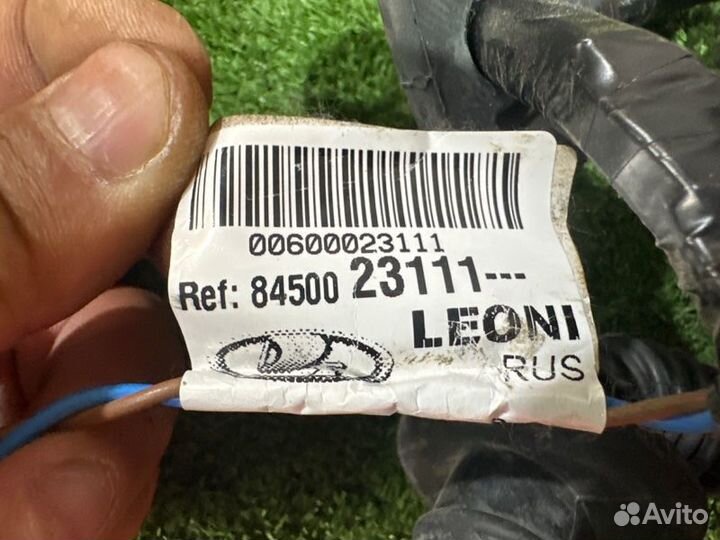 00600023111
Ref: 84500 23111---
LEONI
RUS
Avito